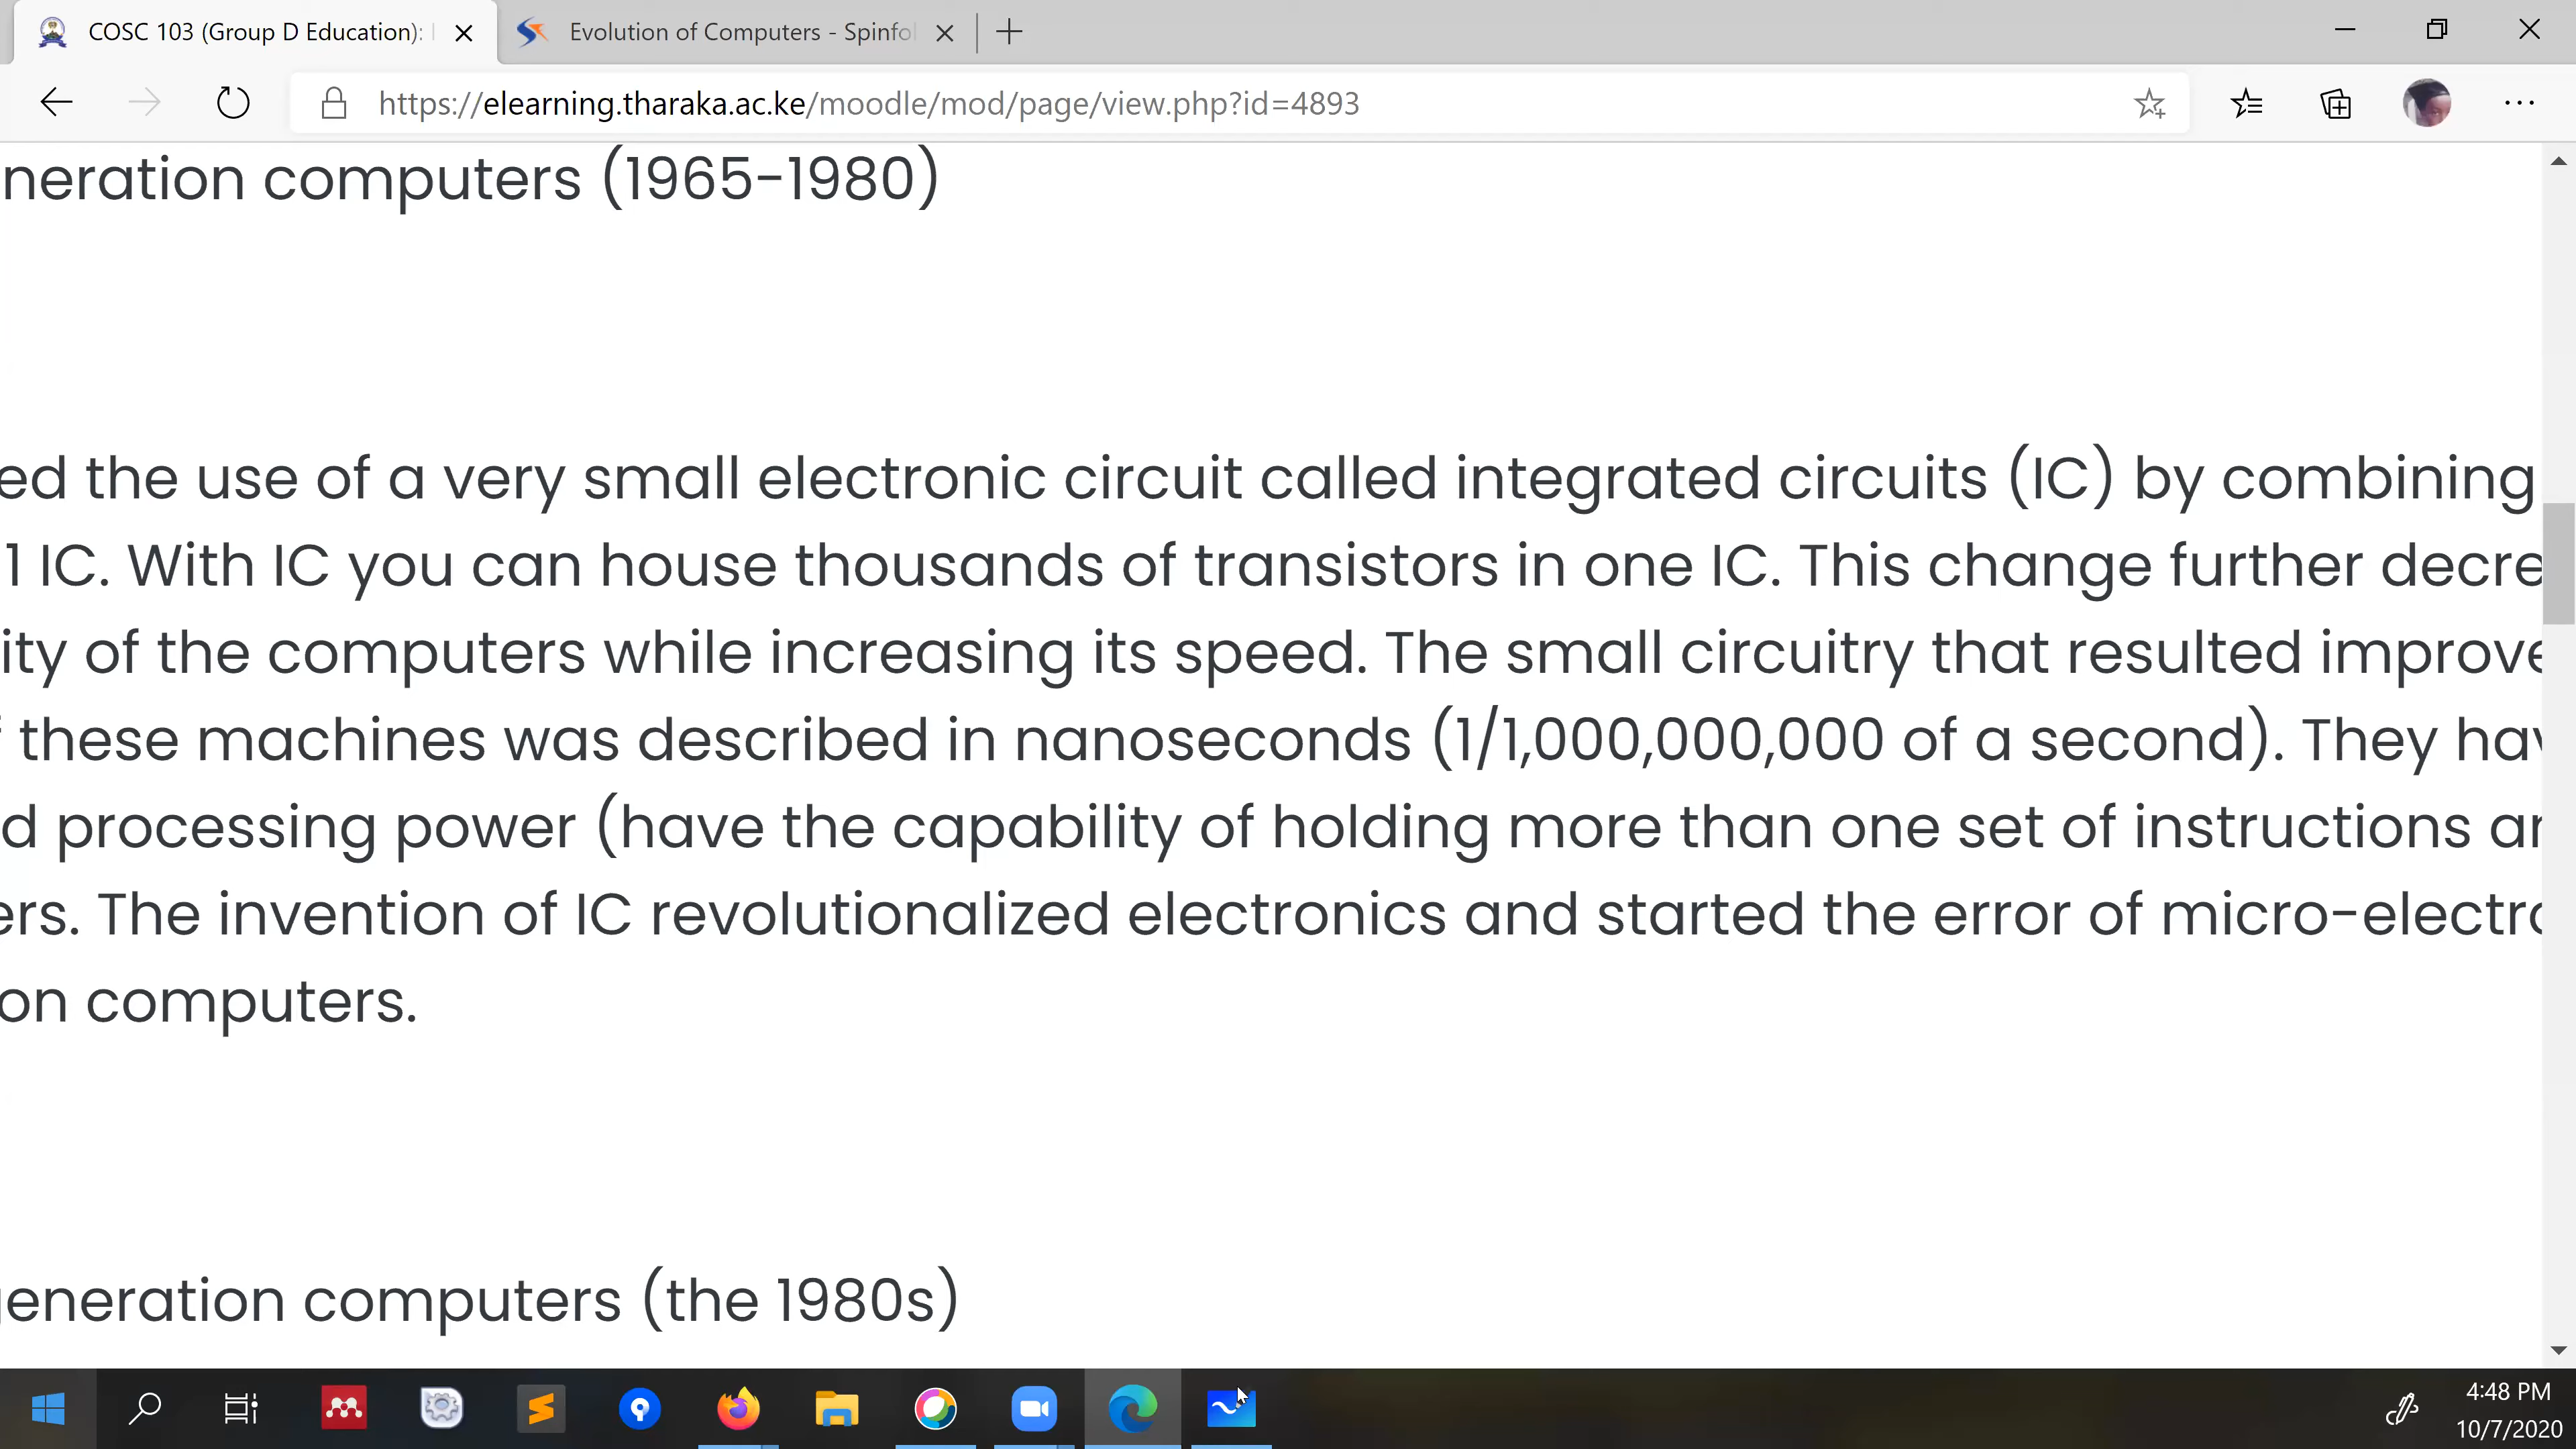 COSC 103 (Group D Education):
Evolution of Computers - Spinfo
https://elearning.tharaka.ac.ke/moodle/mod/page/view.php?id=4893
neration computers (1965-1980)
ed the use of a very small electronic circuit called integrated circuits (IC) by combining
1 IC. With IC you can house thousands of transistors in one IC. This change further decre
ity of the computers while increasing its speed. The small circuitry that resulted improve
f these machines was described in nanoseconds (1/1,000,000,000 of a second). They hav
d processing power (have the capability of holding more than one set of instructions an
ers. The invention of IC revolutionalized electronics and started the error of micro-electro
on computers.
generation computers (the 1980s)
4:48 PM
10/7/2020